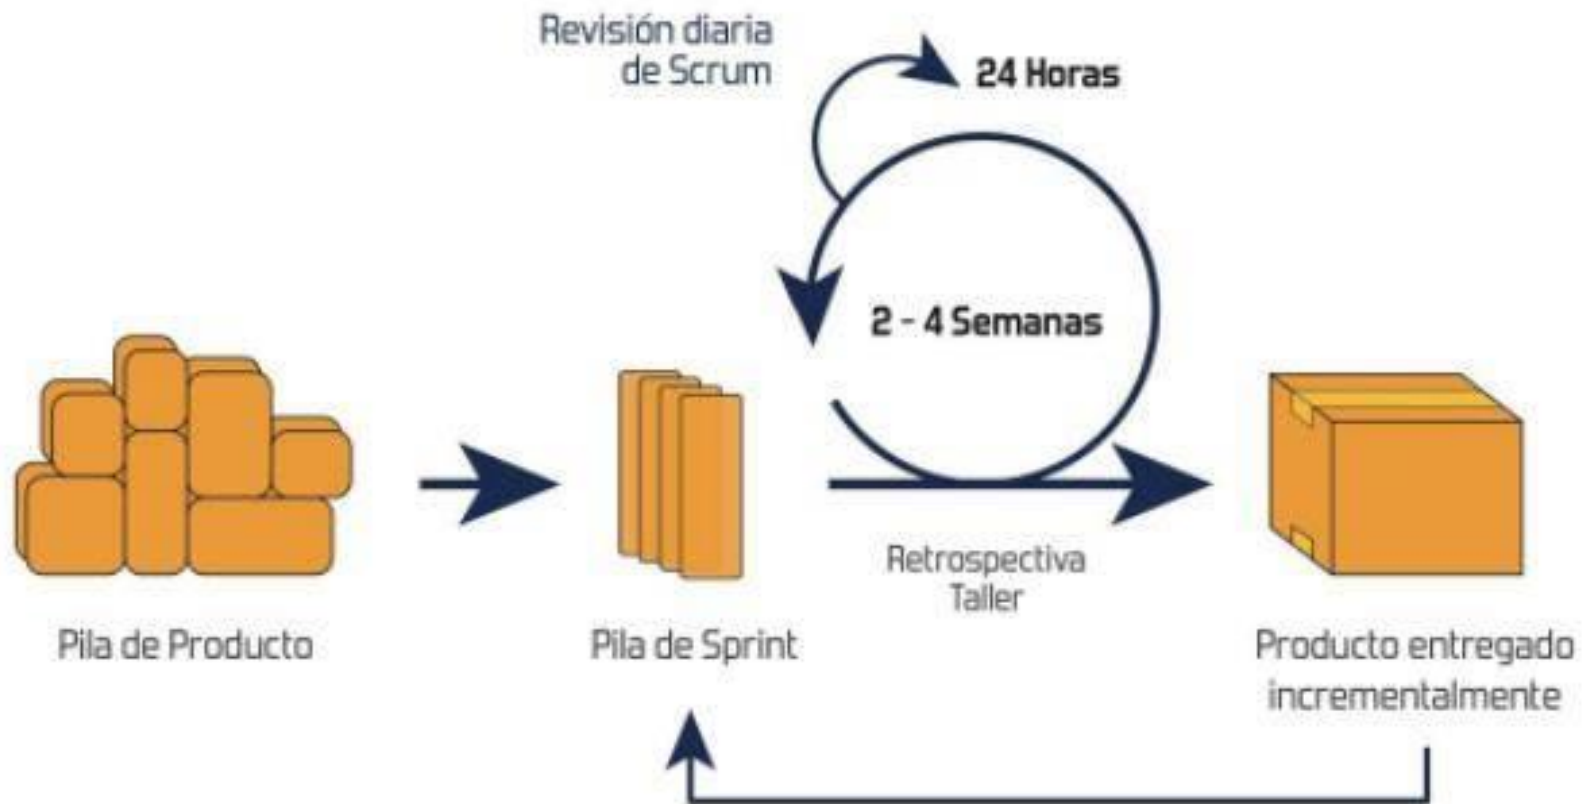 Revisión diaria
de Scrum
24 Horas
2 - 4 Semanas
Retrospectiva
Taller
Pila de Producto
Pila de Sprint
Producto entregado
incrementalmente